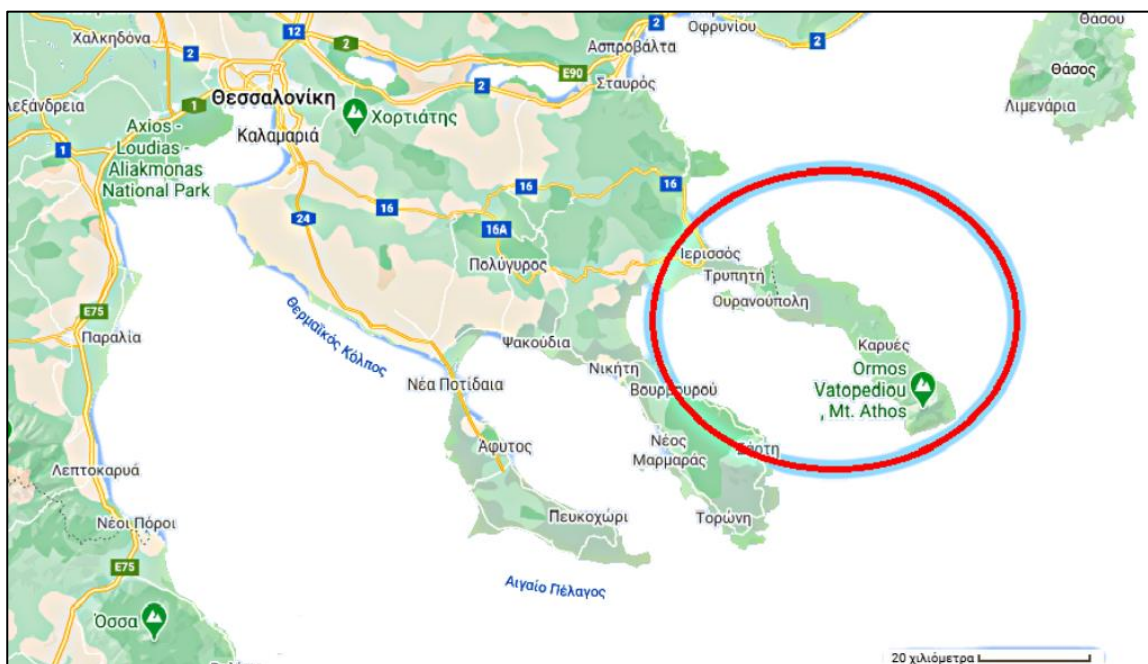 Χαλκηδόνα
12
2
2
2
Οφρυνίου
2
Θάσου
Ασπροβάλτα
E90
Σταυρός
Θάσος
Λιμενάρια
λεξάνδρεια
1
Θεσσαλονίκη
2
Χορτιάτης
Καλαμαριά
1
Axios -
Loudias -
Aliakmonas
National Park
16
16
16
24
16A
Πολύγυρος
Ιερισσός
Τρυπητή
Ουρανούπολη
E75
Παραλία
Θερμαϊκός Κόλπος
Ψακούδια
Καρυές
Νέα Ποτίδαια
Νικήτη
Βουρβουρού
Ormos
Vatopediou
, Mt. Athos
Άφυτος
Νέος
Μαρμαράς
Σάρτη
Λεπτοκαρυά
Νέοι Πόροι
Πευκοχώρι
Τορώνη
E75
Αιγαίο Πέλαγος
Όσσα
20 χιλιόμετρα